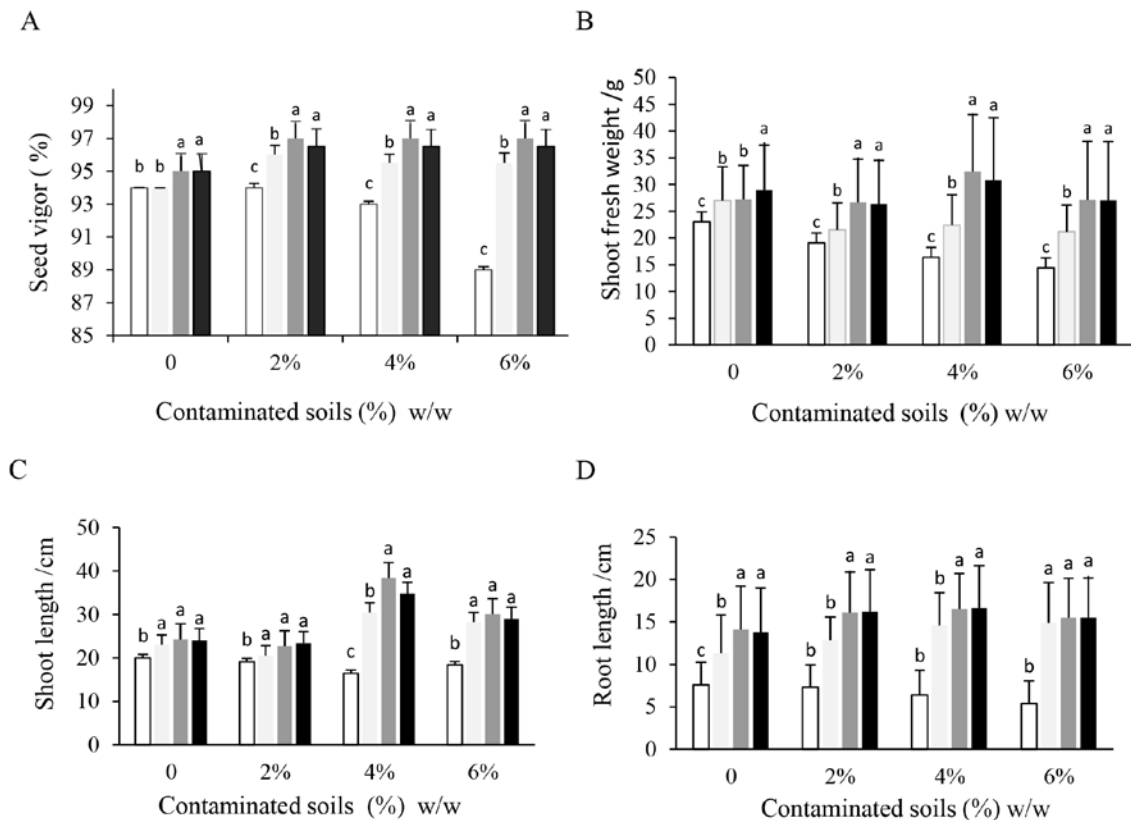 A
Seed vigor ( %)
99
97
95
93
91
89
87
85
b b a a
c b a a
c b a a
c b a a
0 2% 4% 6%
Contaminated soils (%) w/w
B
Shoot fresh weight /g
50
45
40
35
30
25
20
15
10
5
0
c b b a
c b a a
c b a a
c b a a
0 2% 4% 6%
Contaminated soils (%) w/w
C
Shoot length /cm
50
40
30
20
10
0
b a a a
b a a a
c b a a
b a a a
0 2% 4% 6%
Contaminated soils (%) w/w
D
Root length /cm
25
20
15
10
5
0
c b a a
b b a a
b b a a
b a a a
0 2% 4% 6%
Contaminated soils (%) w/w